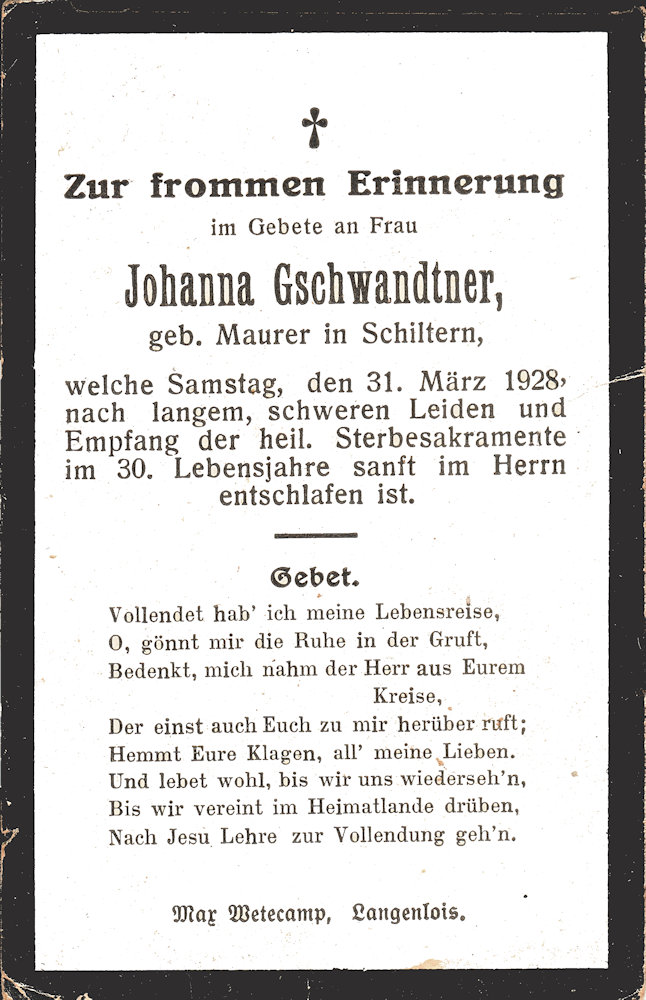 Zur frommen Erinnerung
im Gebete an Frau
Johanna Gschwandtner,
geb. Maurer in Schiltern,
welche Samstag, den 31. März 1928,
nach langem, schweren Leiden und
Empfang der heil. Sterbesakramente
im 30. Lebensjahre sanft im Herrn
entschlafen ist.
Gebet.
Vollendet hab' ich meine Lebensreise,
O, gönnt mir die Ruhe in der Gruft,
Bedenkt, mich nahm der Herr aus Eurem
Kreise,
Der einst auch Euch zu mir herüber ruft;
Hemmt Eure Klagen, all' meine Lieben.
Und lebet wohl, bis wir uns wiederseh'n,
Bis wir vereint im Heimatlande drüben,
Nach Jesu Lehre zur Vollendung geh'n.
Max Wetecamp, Langenlois.